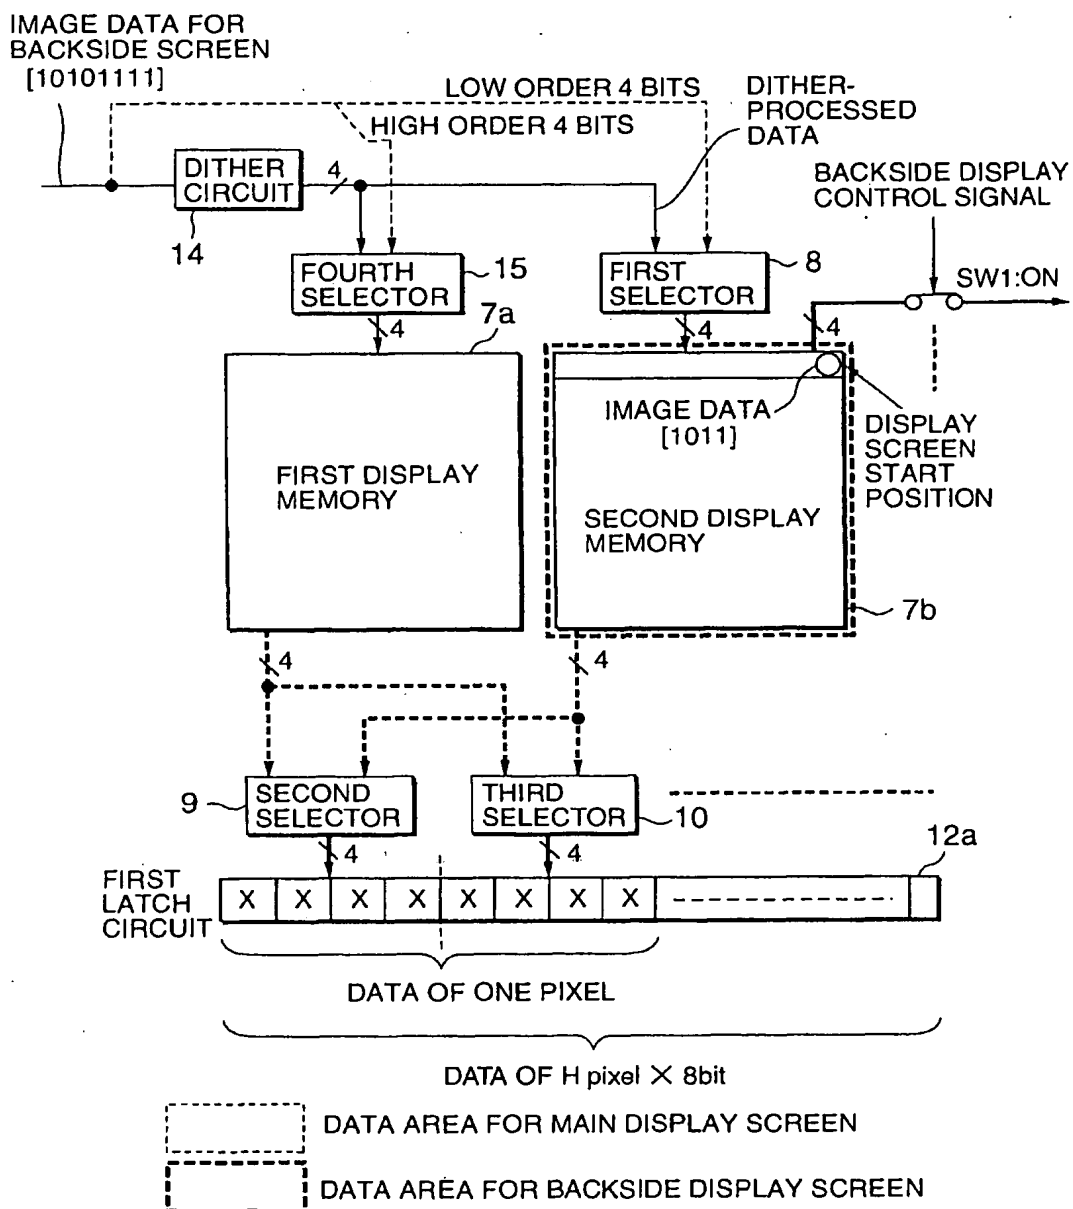 IMAGE DATA FOR
BACKSIDE SCREEN
[10101111]
LOW ORDER 4 BITS
HIGH ORDER 4 BITS
DITHER-
PROCESSED
DATA
DITHER
CIRCUIT
4
14
BACKSIDE DISPLAY
CONTROL SIGNAL
FOURTH
SELECTOR
15
FIRST
SELECTOR
8
SW1:ON
4
7a
4
4
IMAGE DATA
[1011]
DISPLAY
SCREEN
START
POSITION
FIRST DISPLAY
MEMORY
SECOND DISPLAY
MEMORY
7b
4
4
9
SECOND
SELECTOR
THIRD
SELECTOR
10
4
4
12a
FIRST
LATCH
CIRCUIT
X X X X X X X X
DATA OF ONE PIXEL
DATA OF H pixel X 8bit
DATA AREA FOR MAIN DISPLAY SCREEN
DATA AREA FOR BACKSIDE DISPLAY SCREEN